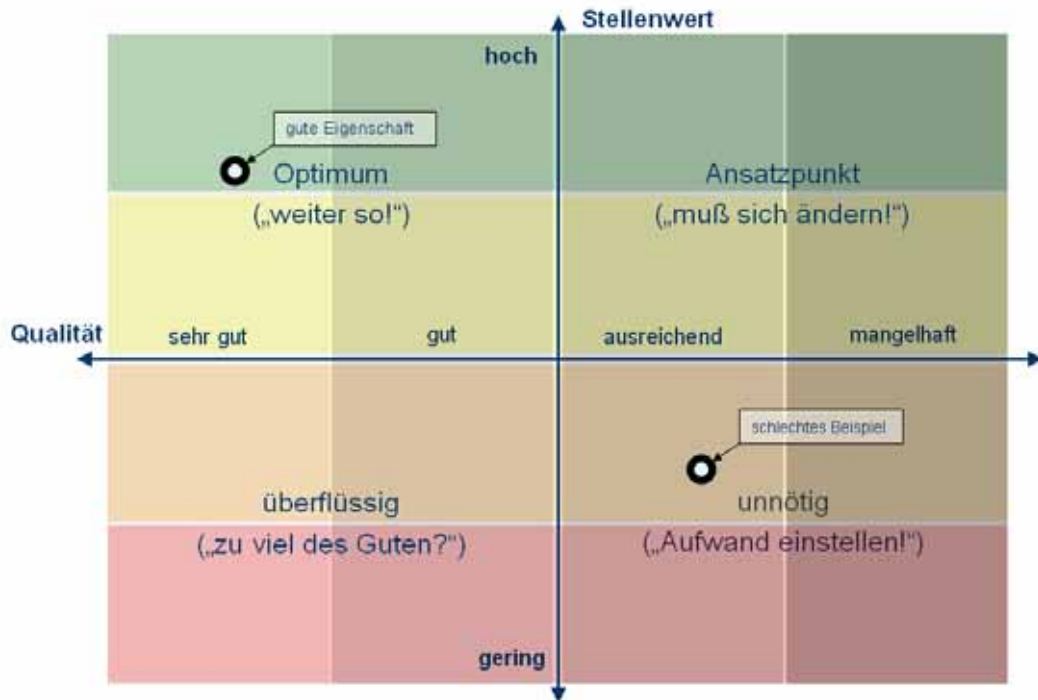 Stellenwert
hoch
gute Eigenschaft
Optimum
(„weiter so!“)
Ansatzpunkt
(„muß sich ändern!“)
Qualität
sehr gut
gut
ausreichend
mangelhaft
schlechtes Beispiel
überflüssig
(„zu viel des Guten?“)
unnötig
(„Aufwand einstellen!“)
gering